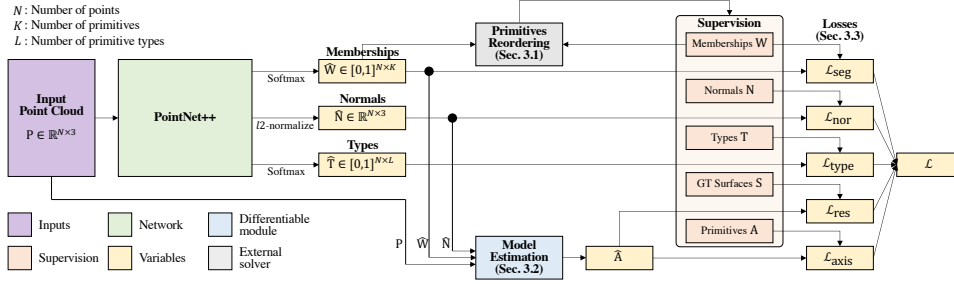 N : Number of points
K : Number of primitives
L : Number of primitive types
Input
Point Cloud
P ∈ ℝ^{N×3}
PointNet++
Softmax
l2-normalize
Softmax
Memberships
Ŵ ∈ [0,1]^{N×K}
Normals
N̂ ∈ ℝ^{N×3}
Types
T̂ ∈ [0,1]^{N×L}
Primitives
Reordering
(Sec. 3.1)
Supervision
Memberships W
Normals N
Types T
GT Surfaces S
Primitives A
Losses
(Sec. 3.3)
ℒ_seg
ℒ_nor
ℒ_type
ℒ_res
ℒ_axis
ℒ
P Ŵ N̂
Model
Estimation
(Sec. 3.2)
Â
Inputs
Network
Differentiable
module
Supervision
Variables
External
solver